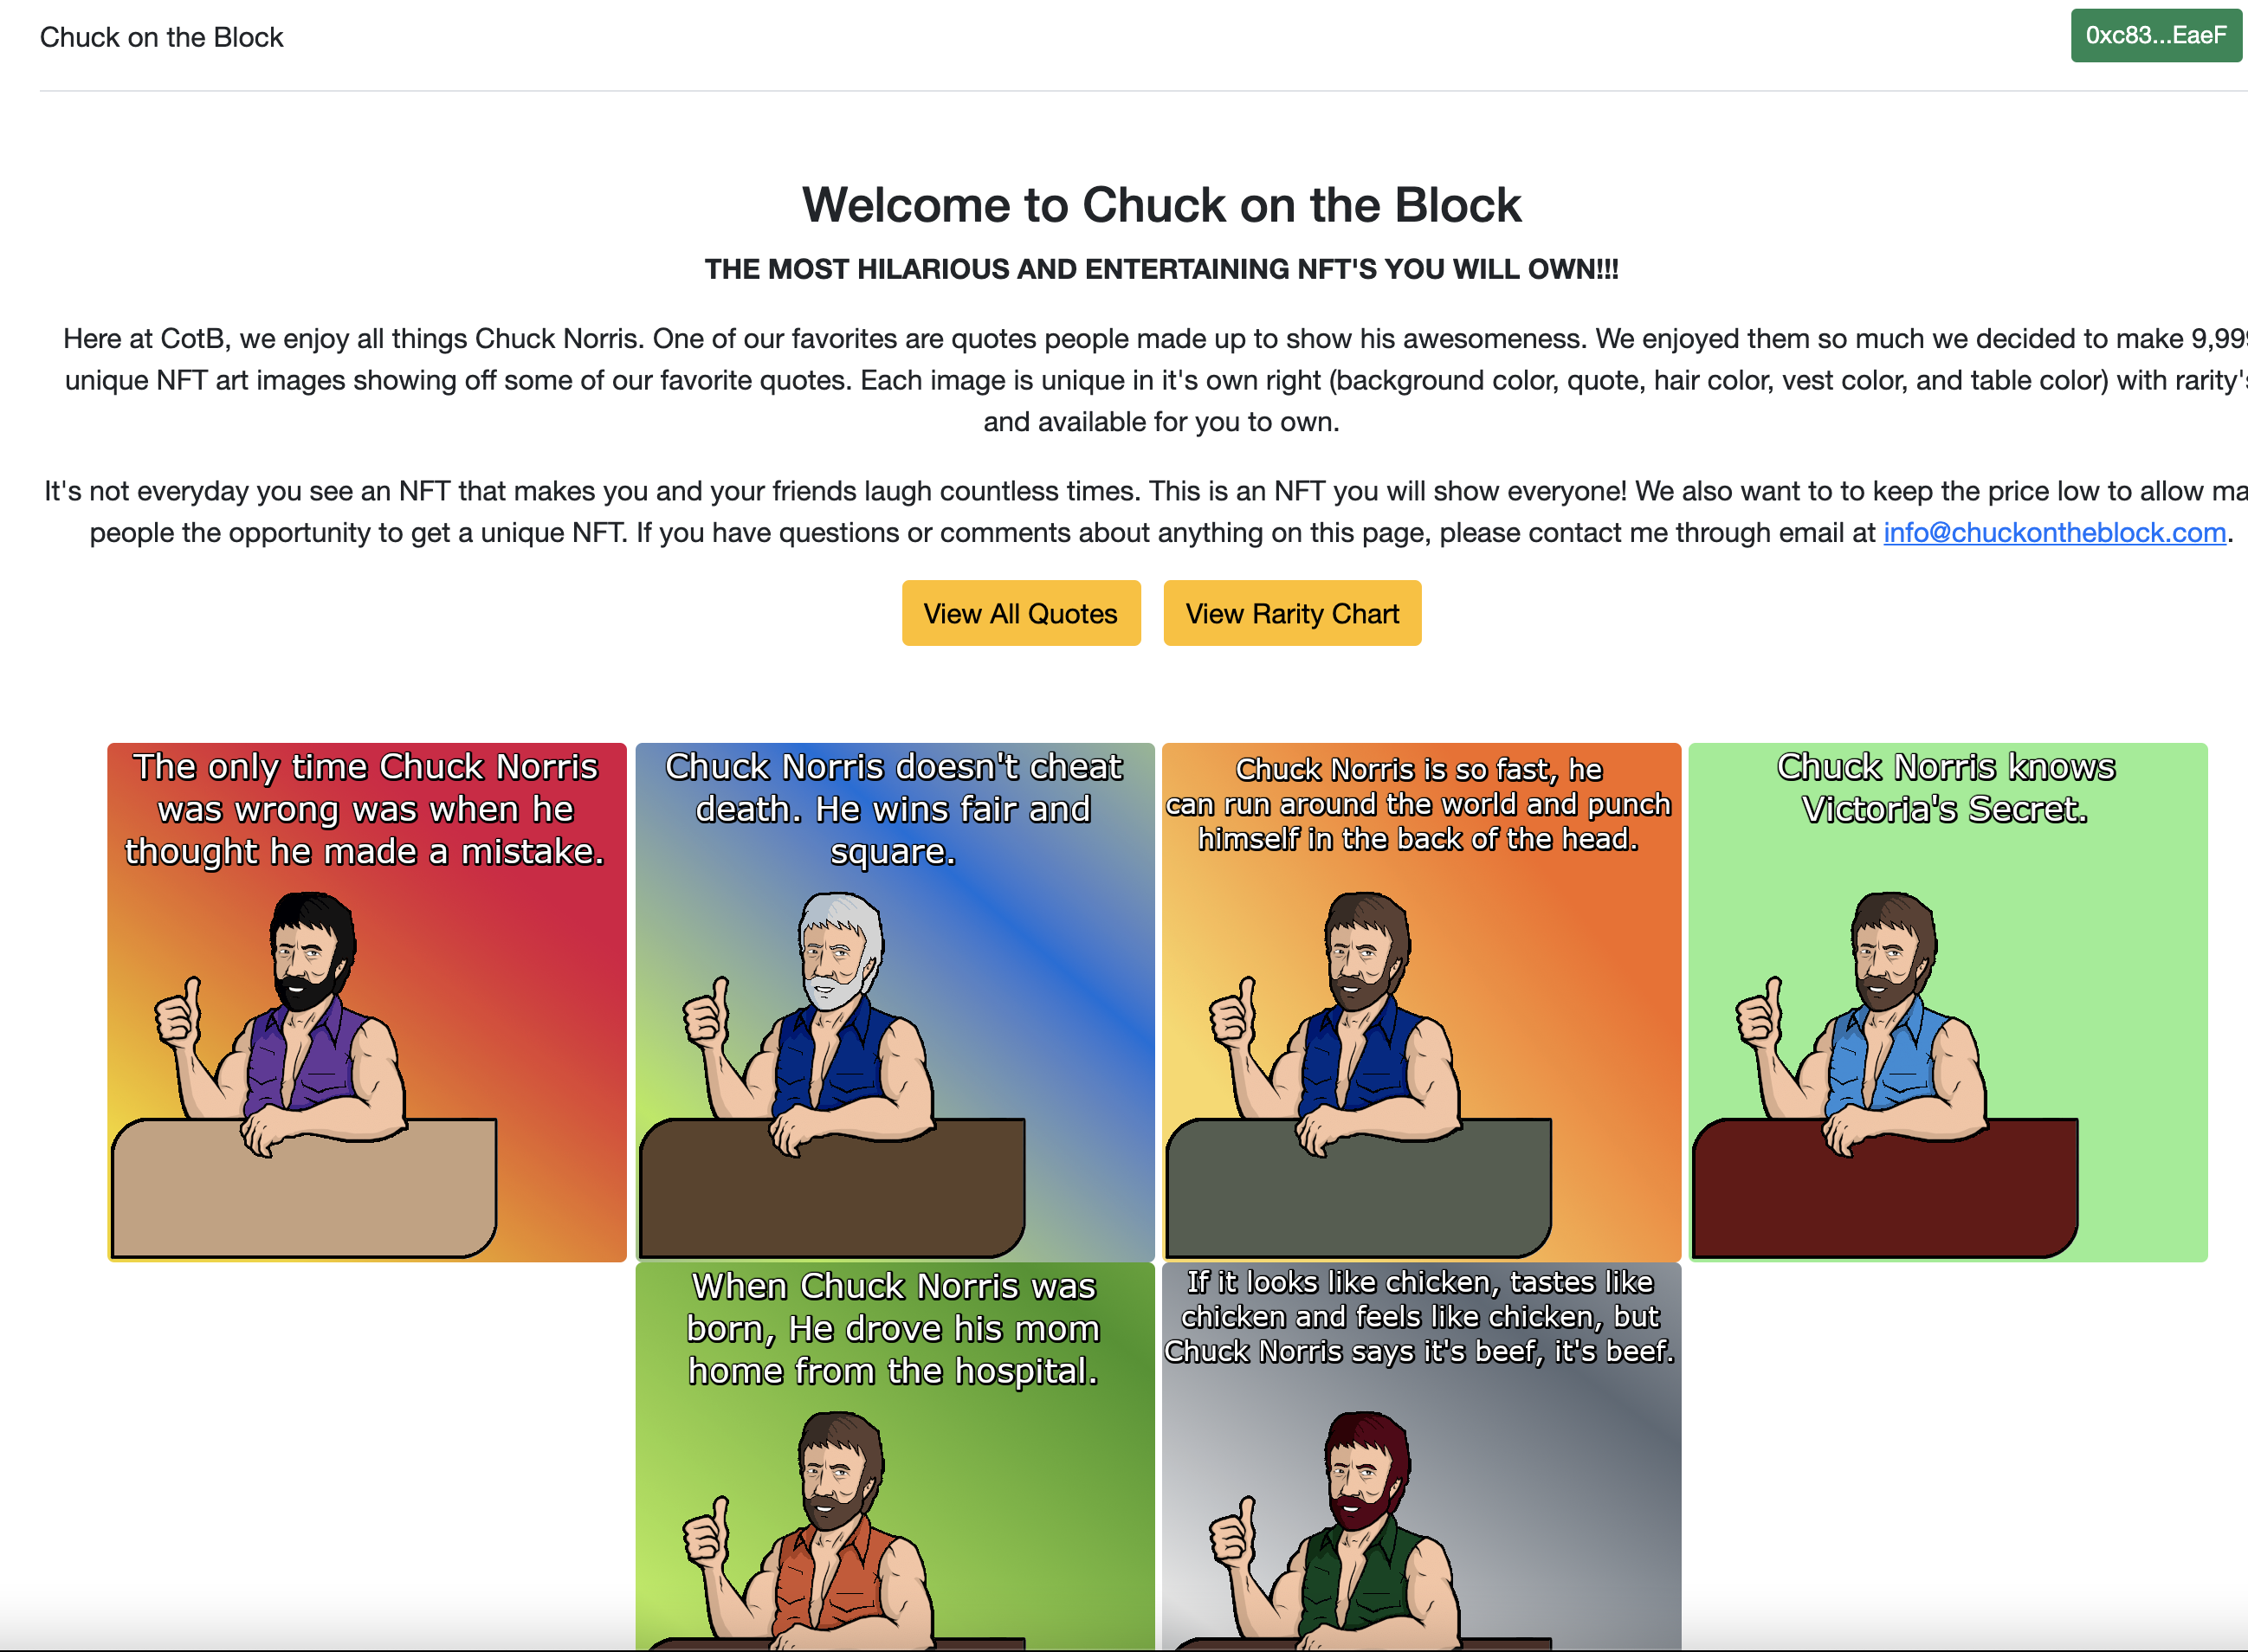 Chuck on the Block
0xc83...EaeF
Welcome to Chuck on the Block
THE MOST HILARIOUS AND ENTERTAINING NFT'S YOU WILL OWN!!!
Here at CotB, we enjoy all things Chuck Norris. One of our favorites are quotes people made up to show his awesomeness. We enjoyed them so much we decided to make 9,999
unique NFT art images showing off some of our favorite quotes. Each image is unique in it's own right (background color, quote, hair color, vest color, and table color) with rarity's
and available for you to own.
It's not everyday you see an NFT that makes you and your friends laugh countless times. This is an NFT you will show everyone! We also want to to keep the price low to allow
people the opportunity to get a unique NFT. If you have questions or comments about anything on this page, please contact me through email at info@chuckontheblock.com.
View All Quotes
View Rarity Chart
The only time Chuck Norris
was wrong was when he
thought he made a mistake.
Chuck Norris doesn't cheat
death. He wins fair and
square.
Chuck Norris is so fast, he
can run around the world and punch
himself in the back of the head.
Chuck Norris knows
Victoria's Secret.
When Chuck Norris was
born, He drove his mom
home from the hospital.
If it looks like chicken, tastes like
chicken and feels like chicken, but
Chuck Norris says it's beef, it's beef.